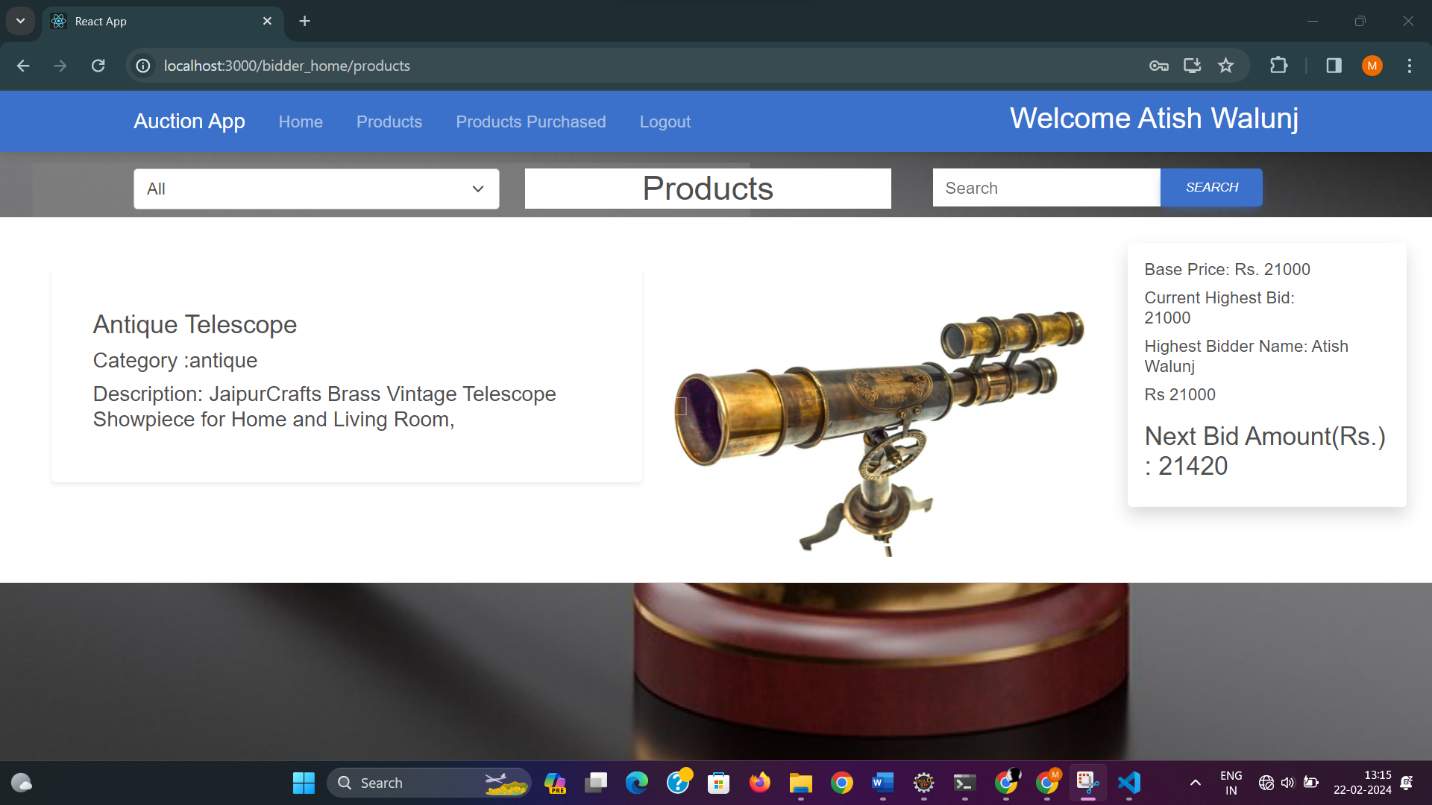 React App
localhost:3000/bidder_home/products
M
Auction App
Home
Products
Products Purchased
Logout
Welcome Atish Walunj
All
Products
Search
SEARCH
Antique Telescope
Category :antique
Description: JaipurCrafts Brass Vintage Telescope
Showpiece for Home and Living Room,
Base Price: Rs. 21000
Current Highest Bid:
21000
Highest Bidder Name: Atish
Walunj
Rs 21000
Next Bid Amount(Rs.)
: 21420
Search
PRE
M
ENG
IN
13:15
22-02-2024